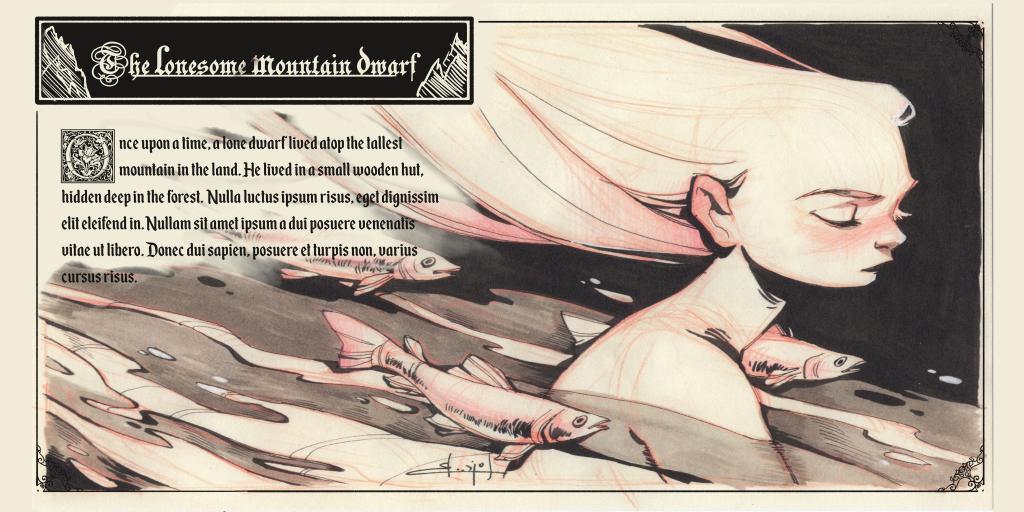 The Lonesome Mountain dwarf
Once upon a time, a lone dwarf lived atop the tallest
mountain in the land. He lived in a small wooden hut,
hidden deep in the forest. Nulla luctus ipsum risus, eget dignissim
elit eleifend in. Nullam sit amet ipsum a dui posuere venenatis
vitae ut libero. Donec dui sapien, posuere et turpis non, varius
cursus risus.